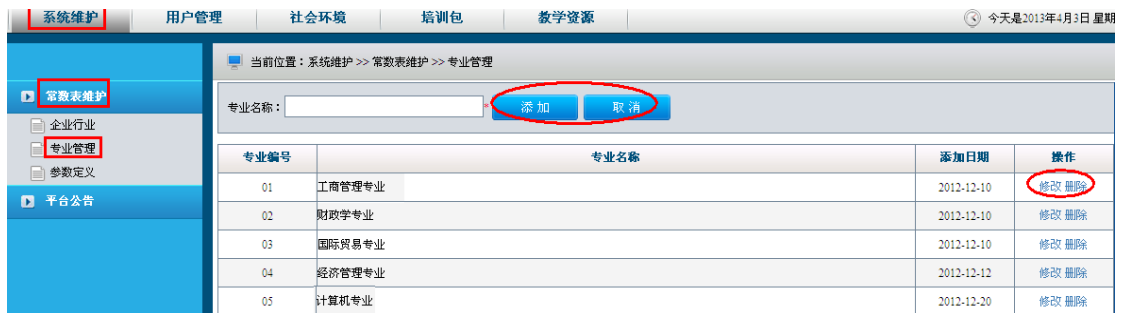 系统维护 用户管理 社会环境 培训包 教学资源 今天是2013年4月3日 星期
当前位置：系统维护 >> 常数表维护 >> 专业管理
常数表维护
专业名称： * 添 加 取 消
企业行业
专业管理
专业编号 专业名称 添加日期 操作
参数定义
01 工商管理专业 2012-12-10 修改 删除
平台公告
02 财政学专业 2012-12-10 修改 删除
03 国际贸易专业 2012-12-10 修改 删除
04 经济管理专业 2012-12-12 修改 删除
05 计算机专业 2012-12-20 修改 删除